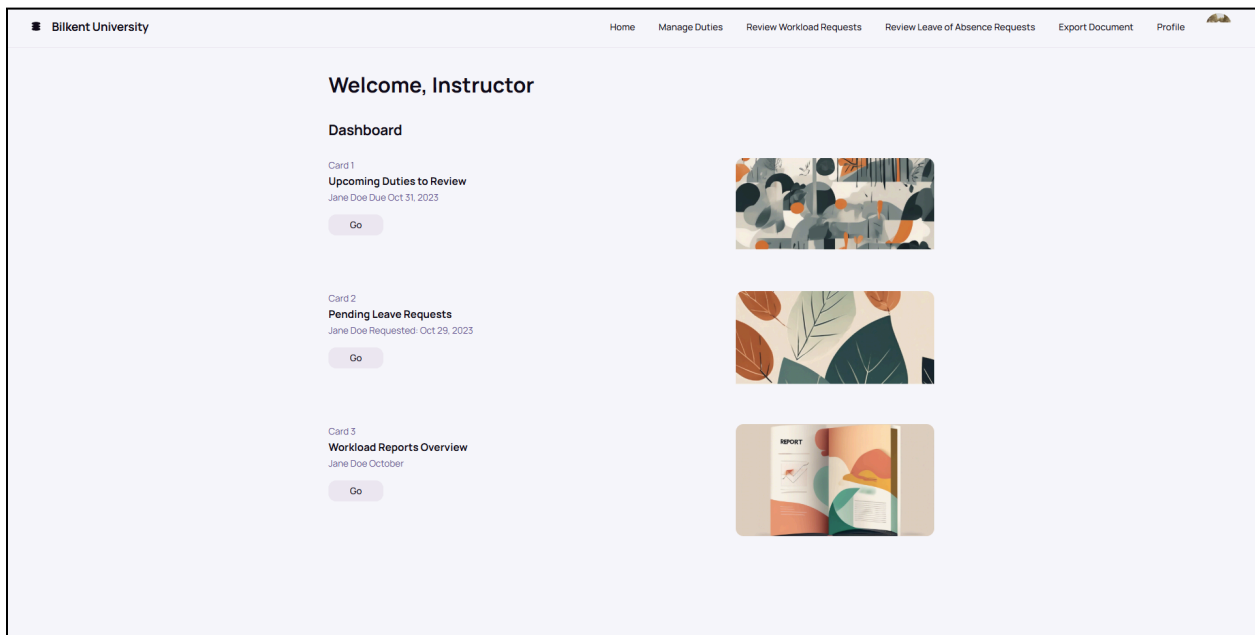 Bilkent University
Home Manage Duties Review Workload Requests Review Leave of Absence Requests Export Document Profile
Welcome, Instructor
Dashboard
Card 1
Upcoming Duties to Review
Jane Doe Due Oct 31, 2023
Go
Card 2
Pending Leave Requests
Jane Doe Requested: Oct 29, 2023
Go
Card 3
Workload Reports Overview
Jane Doe October
Go
REPORT